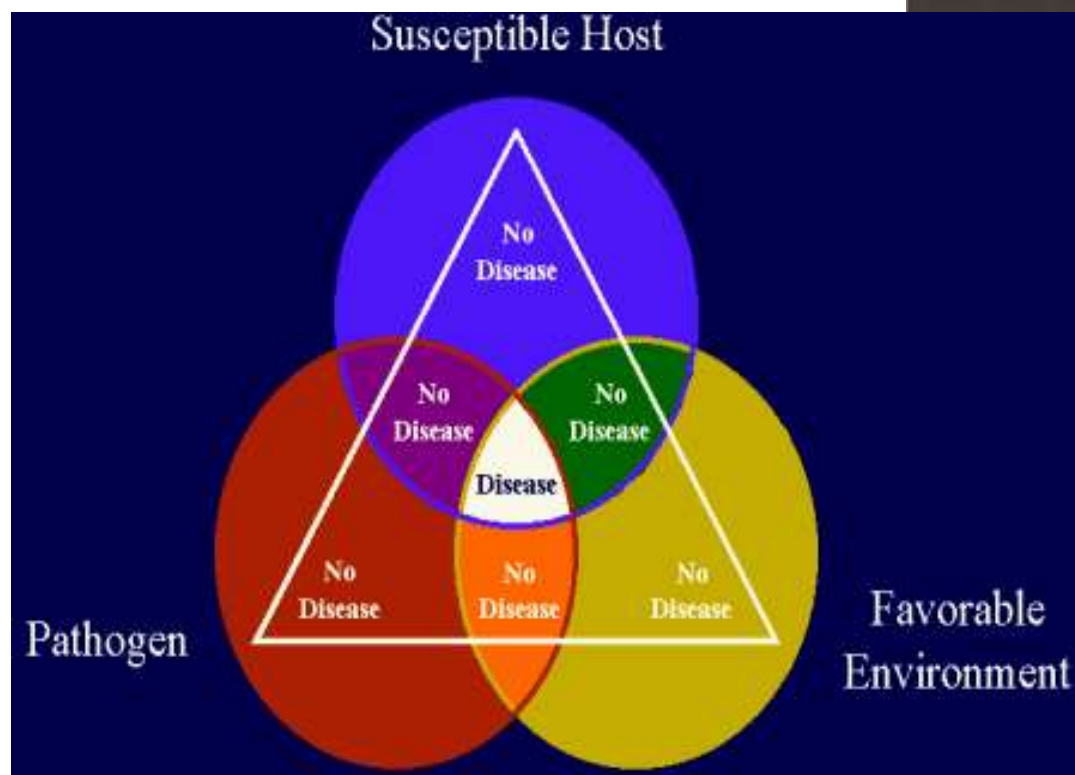 Susceptible Host
No
Disease
No
Disease
No
Disease
Disease
No
Disease
No
Disease
No
Disease
Pathogen
Favorable
Environment